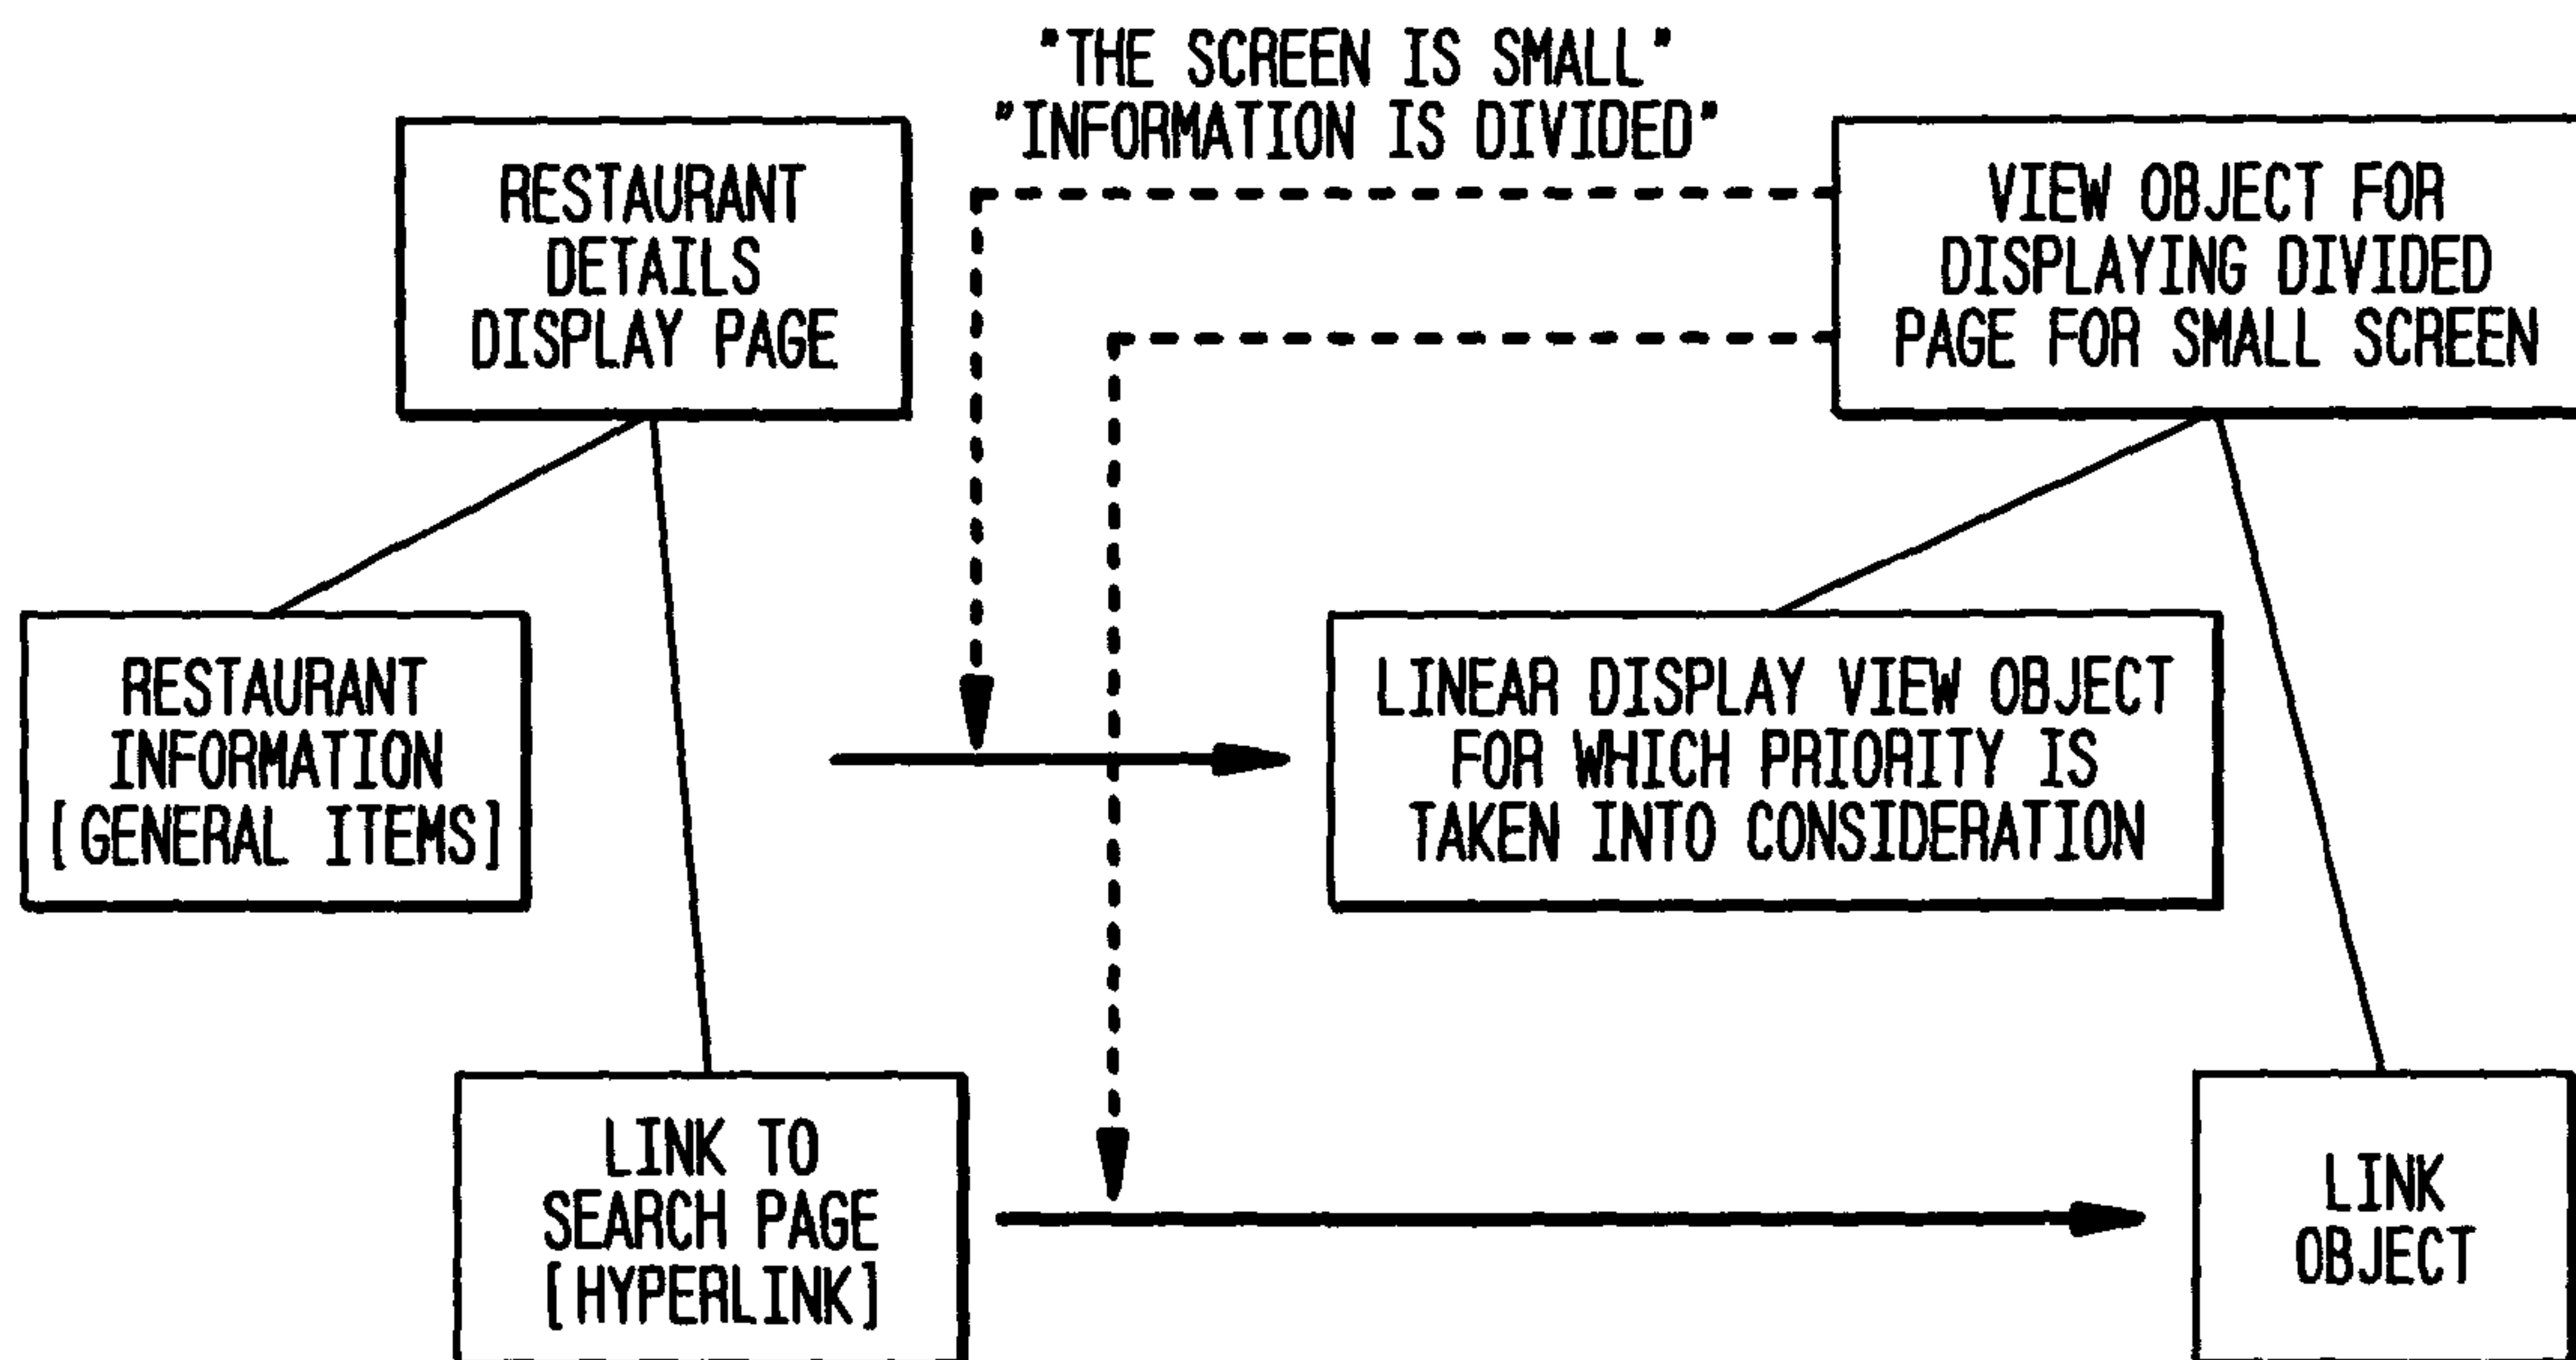 "THE SCREEN IS SMALL"
"INFORMATION IS DIVIDED"
RESTAURANT
DETAILS
DISPLAY PAGE
VIEW OBJECT FOR
DISPLAYING DIVIDED
PAGE FOR SMALL SCREEN
RESTAURANT
INFORMATION
[GENERAL ITEMS]
LINEAR DISPLAY VIEW OBJECT
FOR WHICH PRIORITY IS
TAKEN INTO CONSIDERATION
LINK TO
SEARCH PAGE
[HYPERLINK]
LINK
OBJECT